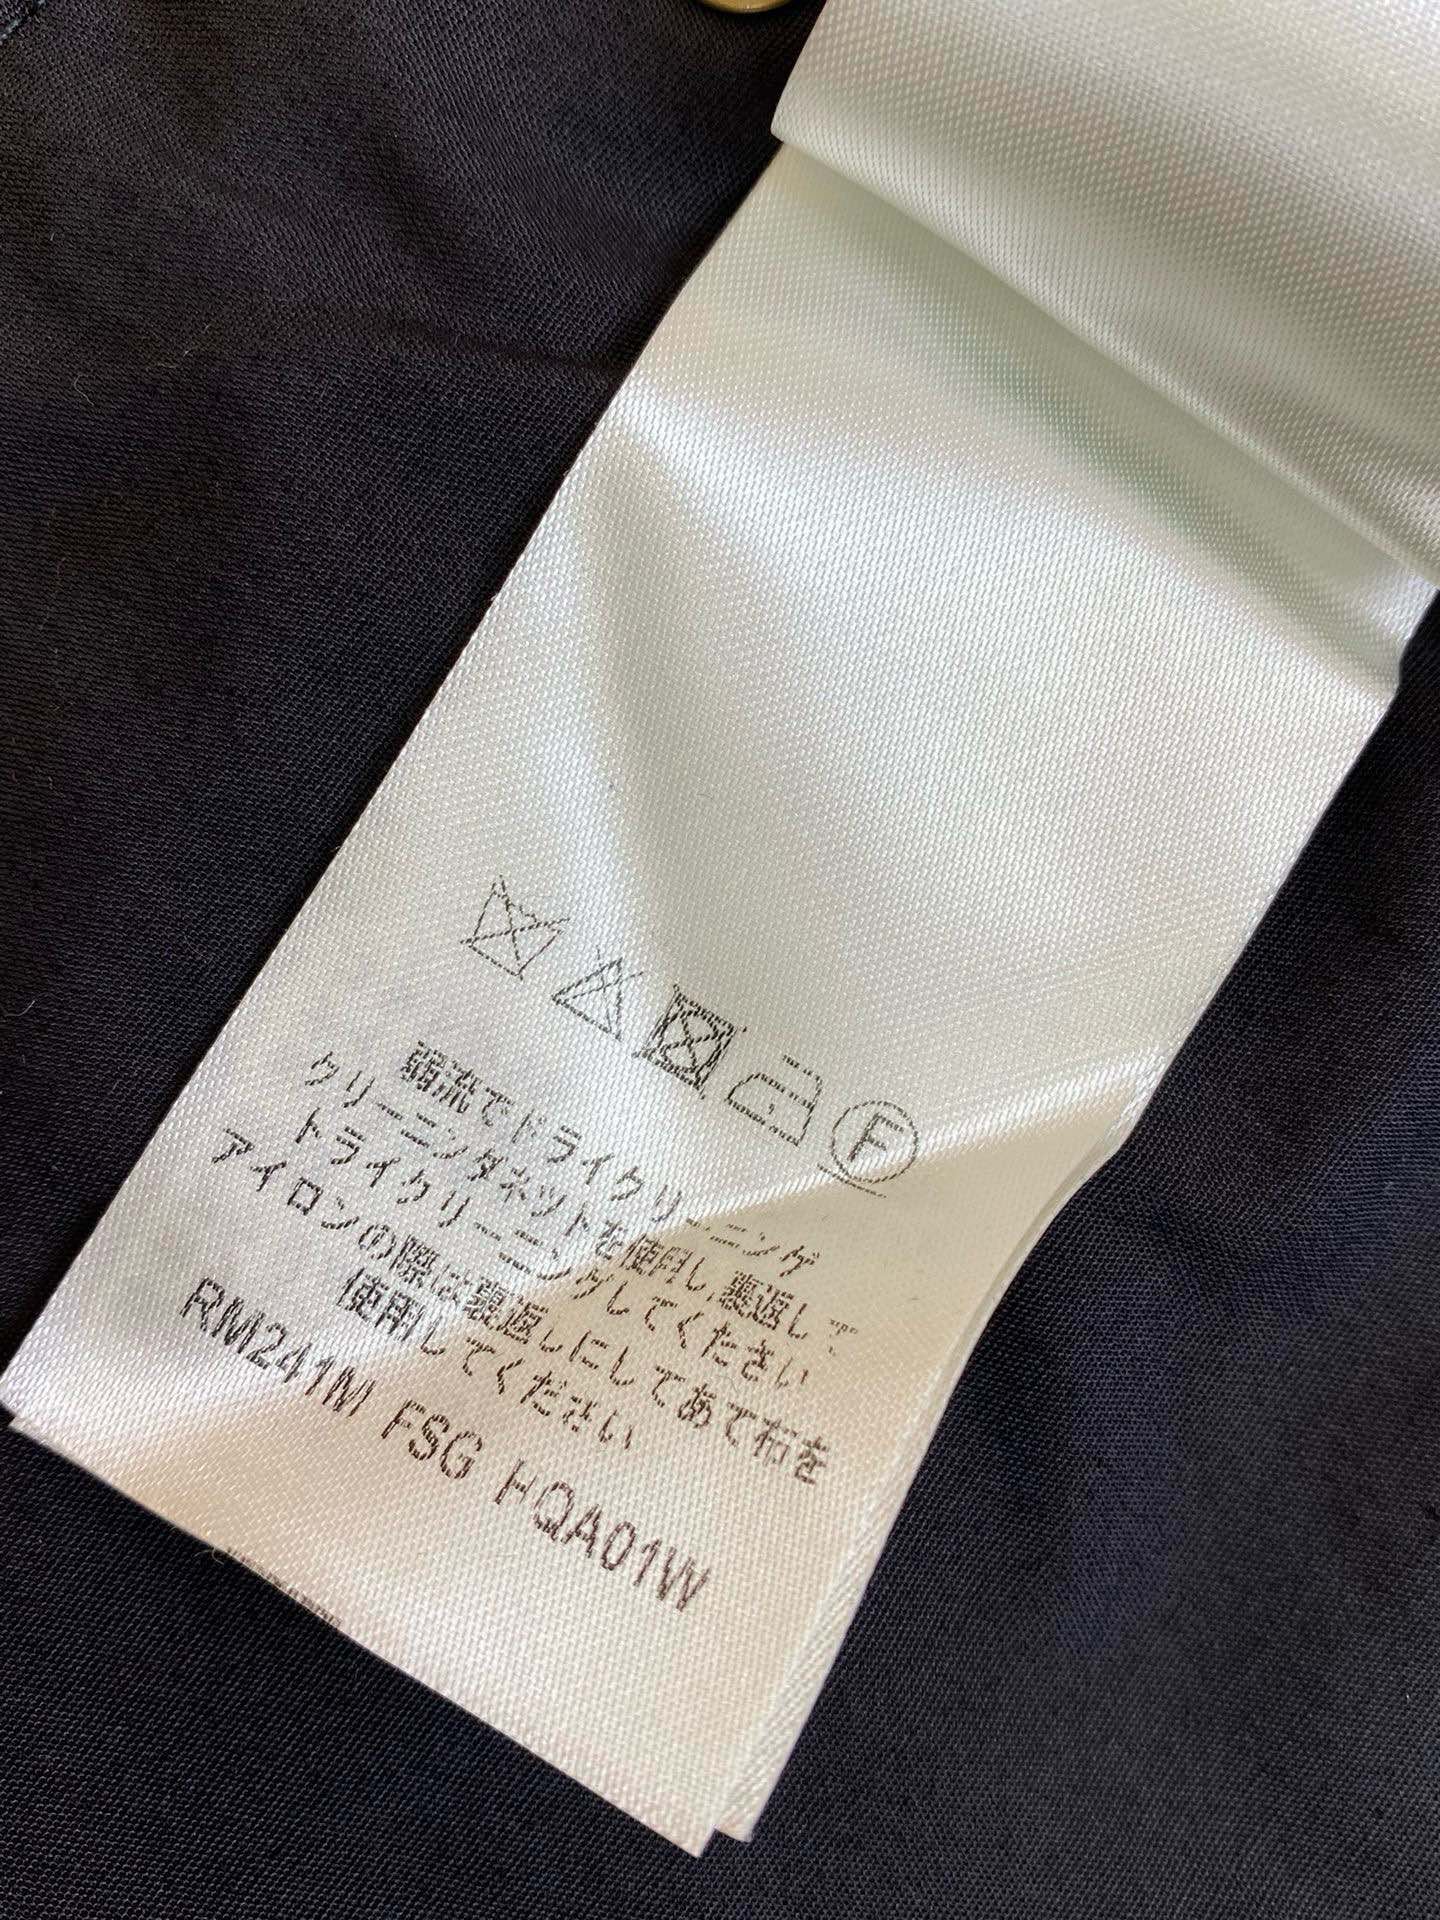 F
弱流でドライクリーニング
クリーニングネットを使用し,裏返して
ドライクリーニングしてください
アイロンの際は裏返しにしてあて布を
使用してください
RM241M FSG HQA01W